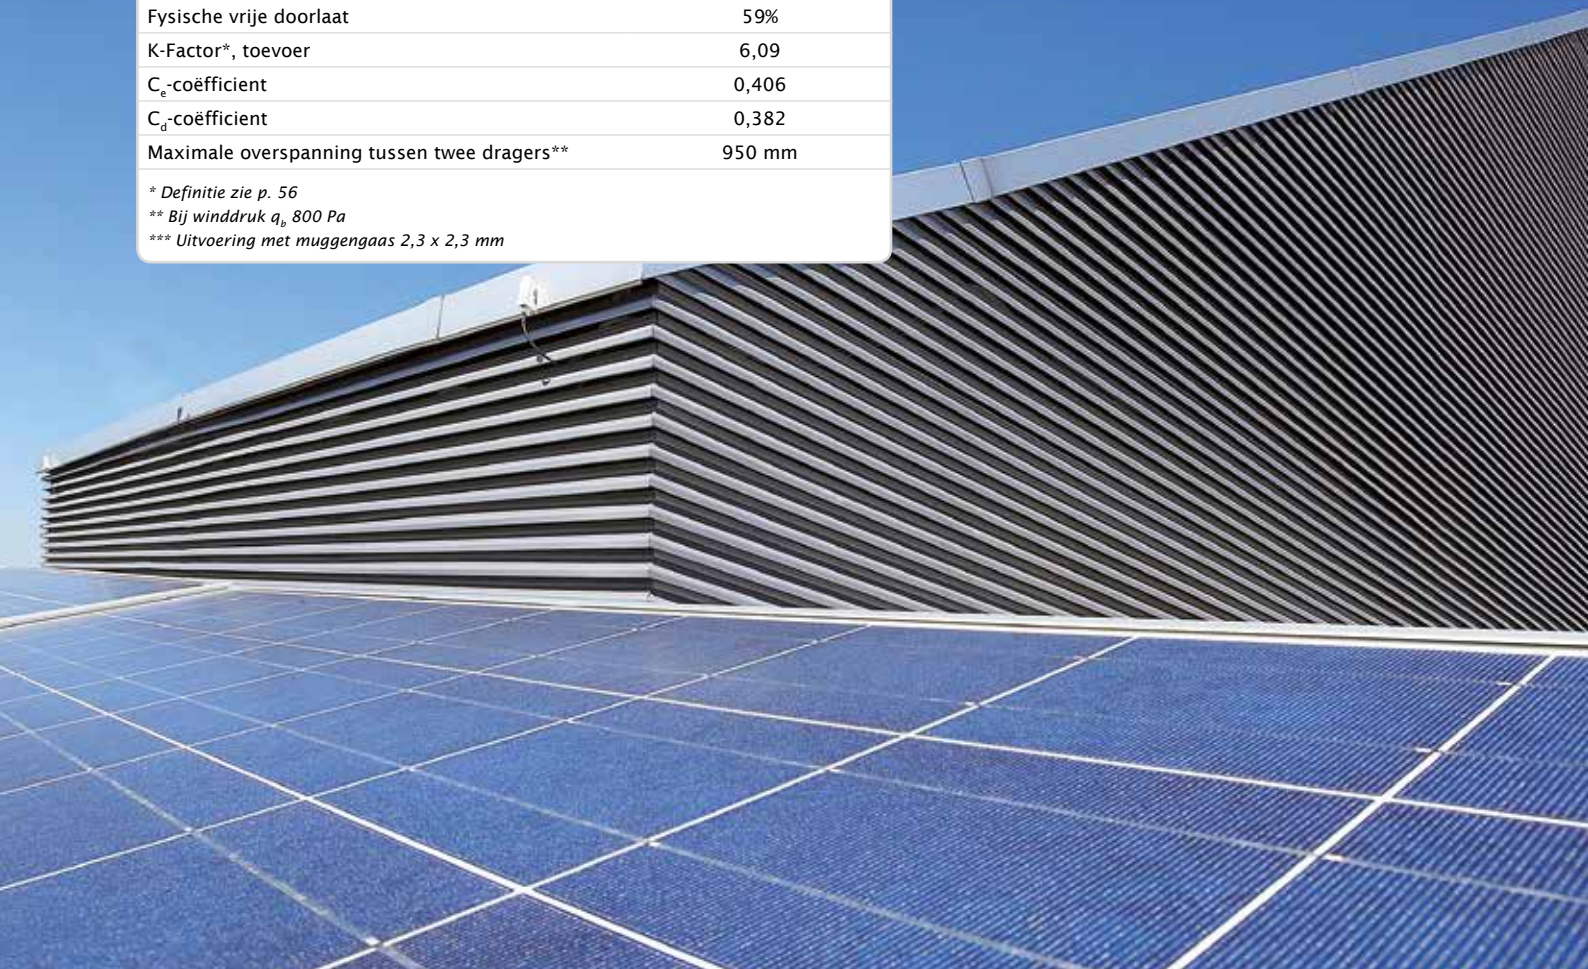 Fysische vrije doorlaat 59%
K-Factor*, toevoer 6,09
Ce-coëfficient 0,406
Cd-coëfficient 0,382
Maximale overspanning tussen twee dragers** 950 mm
* Definitie zie p. 56
** Bij winddruk qb 800 Pa
*** Uitvoering met muggengaas 2,3 x 2,3 mm